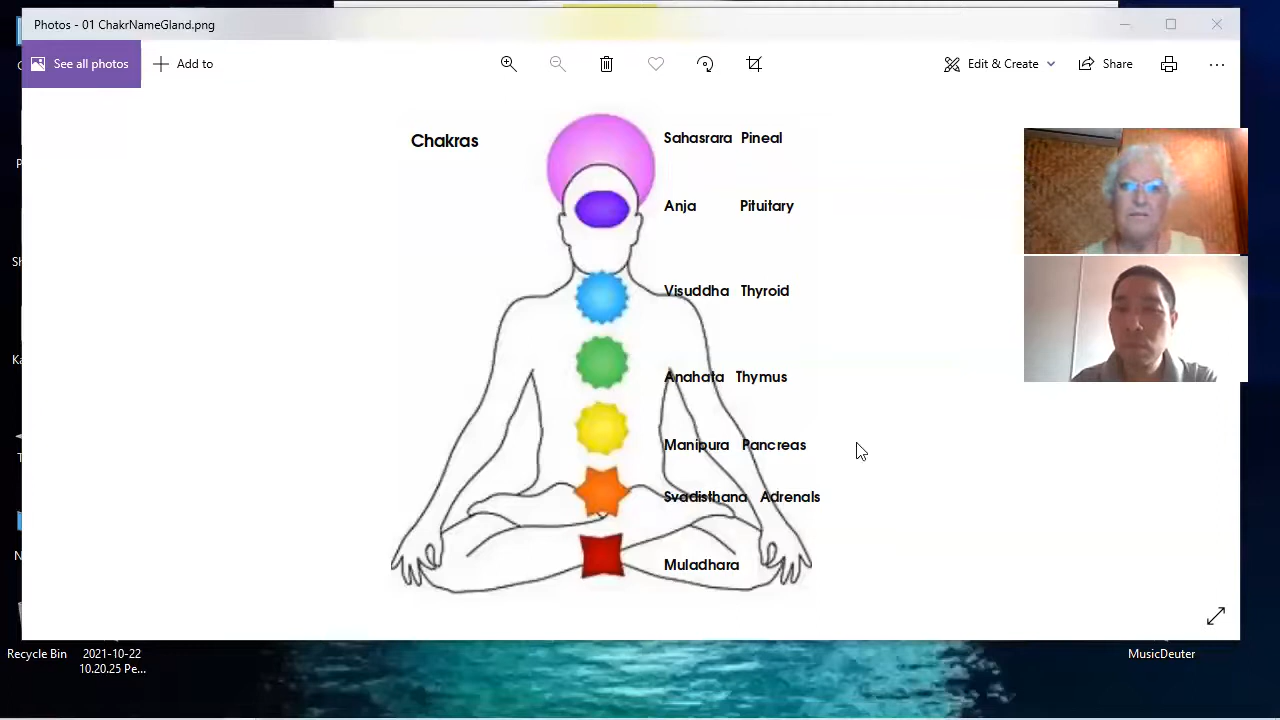 Photos - 01 ChakrNameGland.png
See all photos
Add to
Edit & Create
Share
Chakras
Sahasrara Pineal
Anja Pituitary
Visuddha Thyroid
Anahata Thymus
Manipura Pancreas
Svadisthana Adrenals
Muladhara
Recycle Bin
2021-10-22
10.20.25 Pe...
MusicDeuter